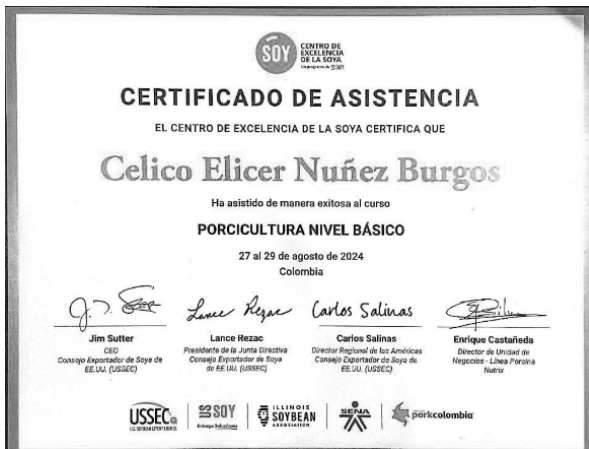 SOY
CENTRO DE
EXCELENCIA
DE LA SOYA
CERTIFICADO DE ASISTENCIA
EL CENTRO DE EXCELENCIA DE LA SOYA CERTIFICA QUE
Celico Elicer Nuñez Burgos
Ha asistido de manera exitosa al curso
PORCICULTURA NIVEL BÁSICO
27 al 29 de agosto de 2024
Colombia
Lance Rezac Carlos Salinas
Jim Sutter
CEO
Consejo Exportador de Soya de
EE.UU. (USSEC)
Lance Rezac
Presidente de la Junta Directiva
Consejo Exportador de Soya
de EE.UU. (USSEC)
Carlos Salinas
Director Regional de las Américas
Consejo Exportador de Soya de
EE.UU. (USSEC)
Enrique Castañeda
Director de Unidad de
Negocios - Línea Porcina
Nutrix
USSEC
SOY
ILLINOIS
SOYBEAN
ASSOCIATION
SENA
porkcolombia